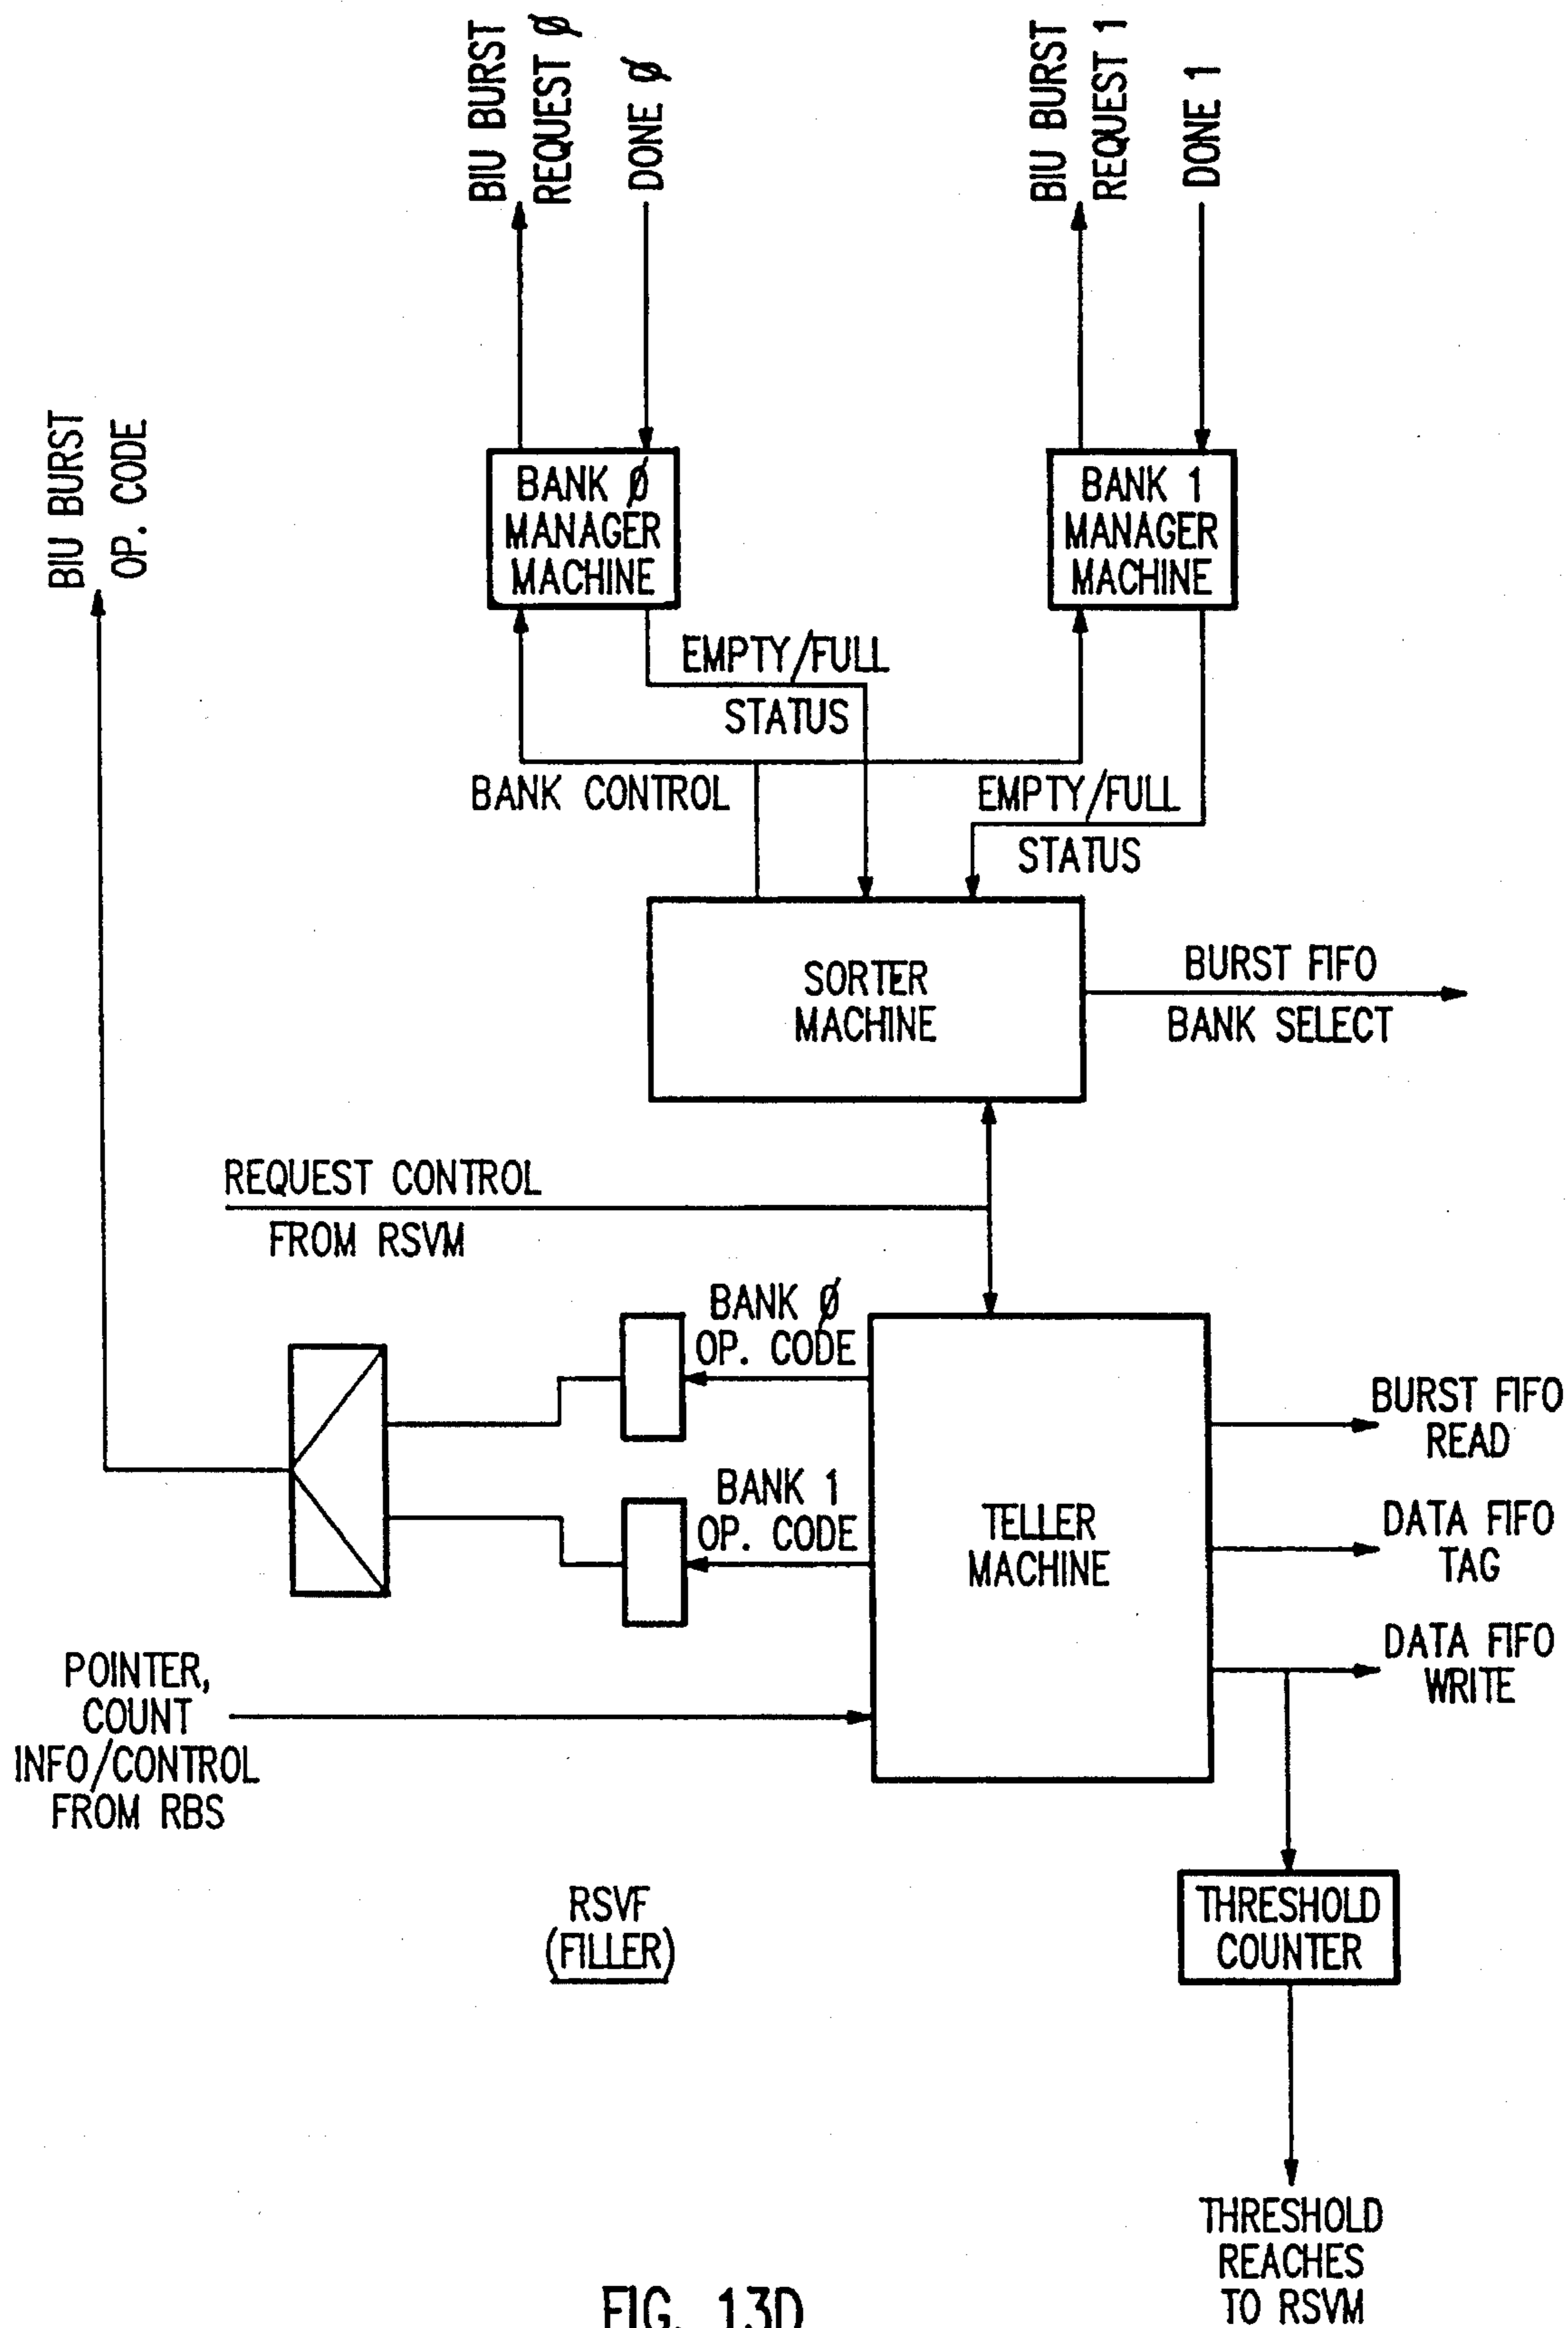 BIU BURST
REQUEST Ø
DONE Ø
BIU BURST
REQUEST 1
DONE 1
BIU BURST
OP. CODE
BANK Ø
MANAGER
MACHINE
BANK 1
MANAGER
MACHINE
EMPTY/FULL
STATUS
BANK CONTROL
EMPTY/FULL
STATUS
SORTER
MACHINE
BURST FIFO
BANK SELECT
REQUEST CONTROL
FROM RSVM
BANK Ø
OP. CODE
BANK 1
OP. CODE
TELLER
MACHINE
BURST FIFO
READ
DATA FIFO
TAG
DATA FIFO
WRITE
POINTER,
COUNT
INFO/CONTROL
FROM RBS
RSVF
(FILLER)
THRESHOLD
COUNTER
THRESHOLD
REACHES
TO RSVM
FIG. 13D